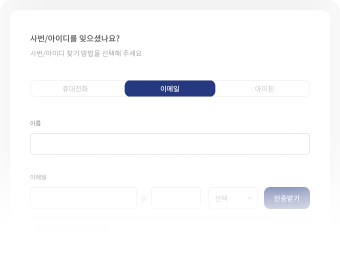 사번/아이디를 잊으셨나요?
사번/아이디 찾기 방법을 선택해 주세요
휴대전화 이메일 아이핀
이름
이메일
@ 선택 인증받기